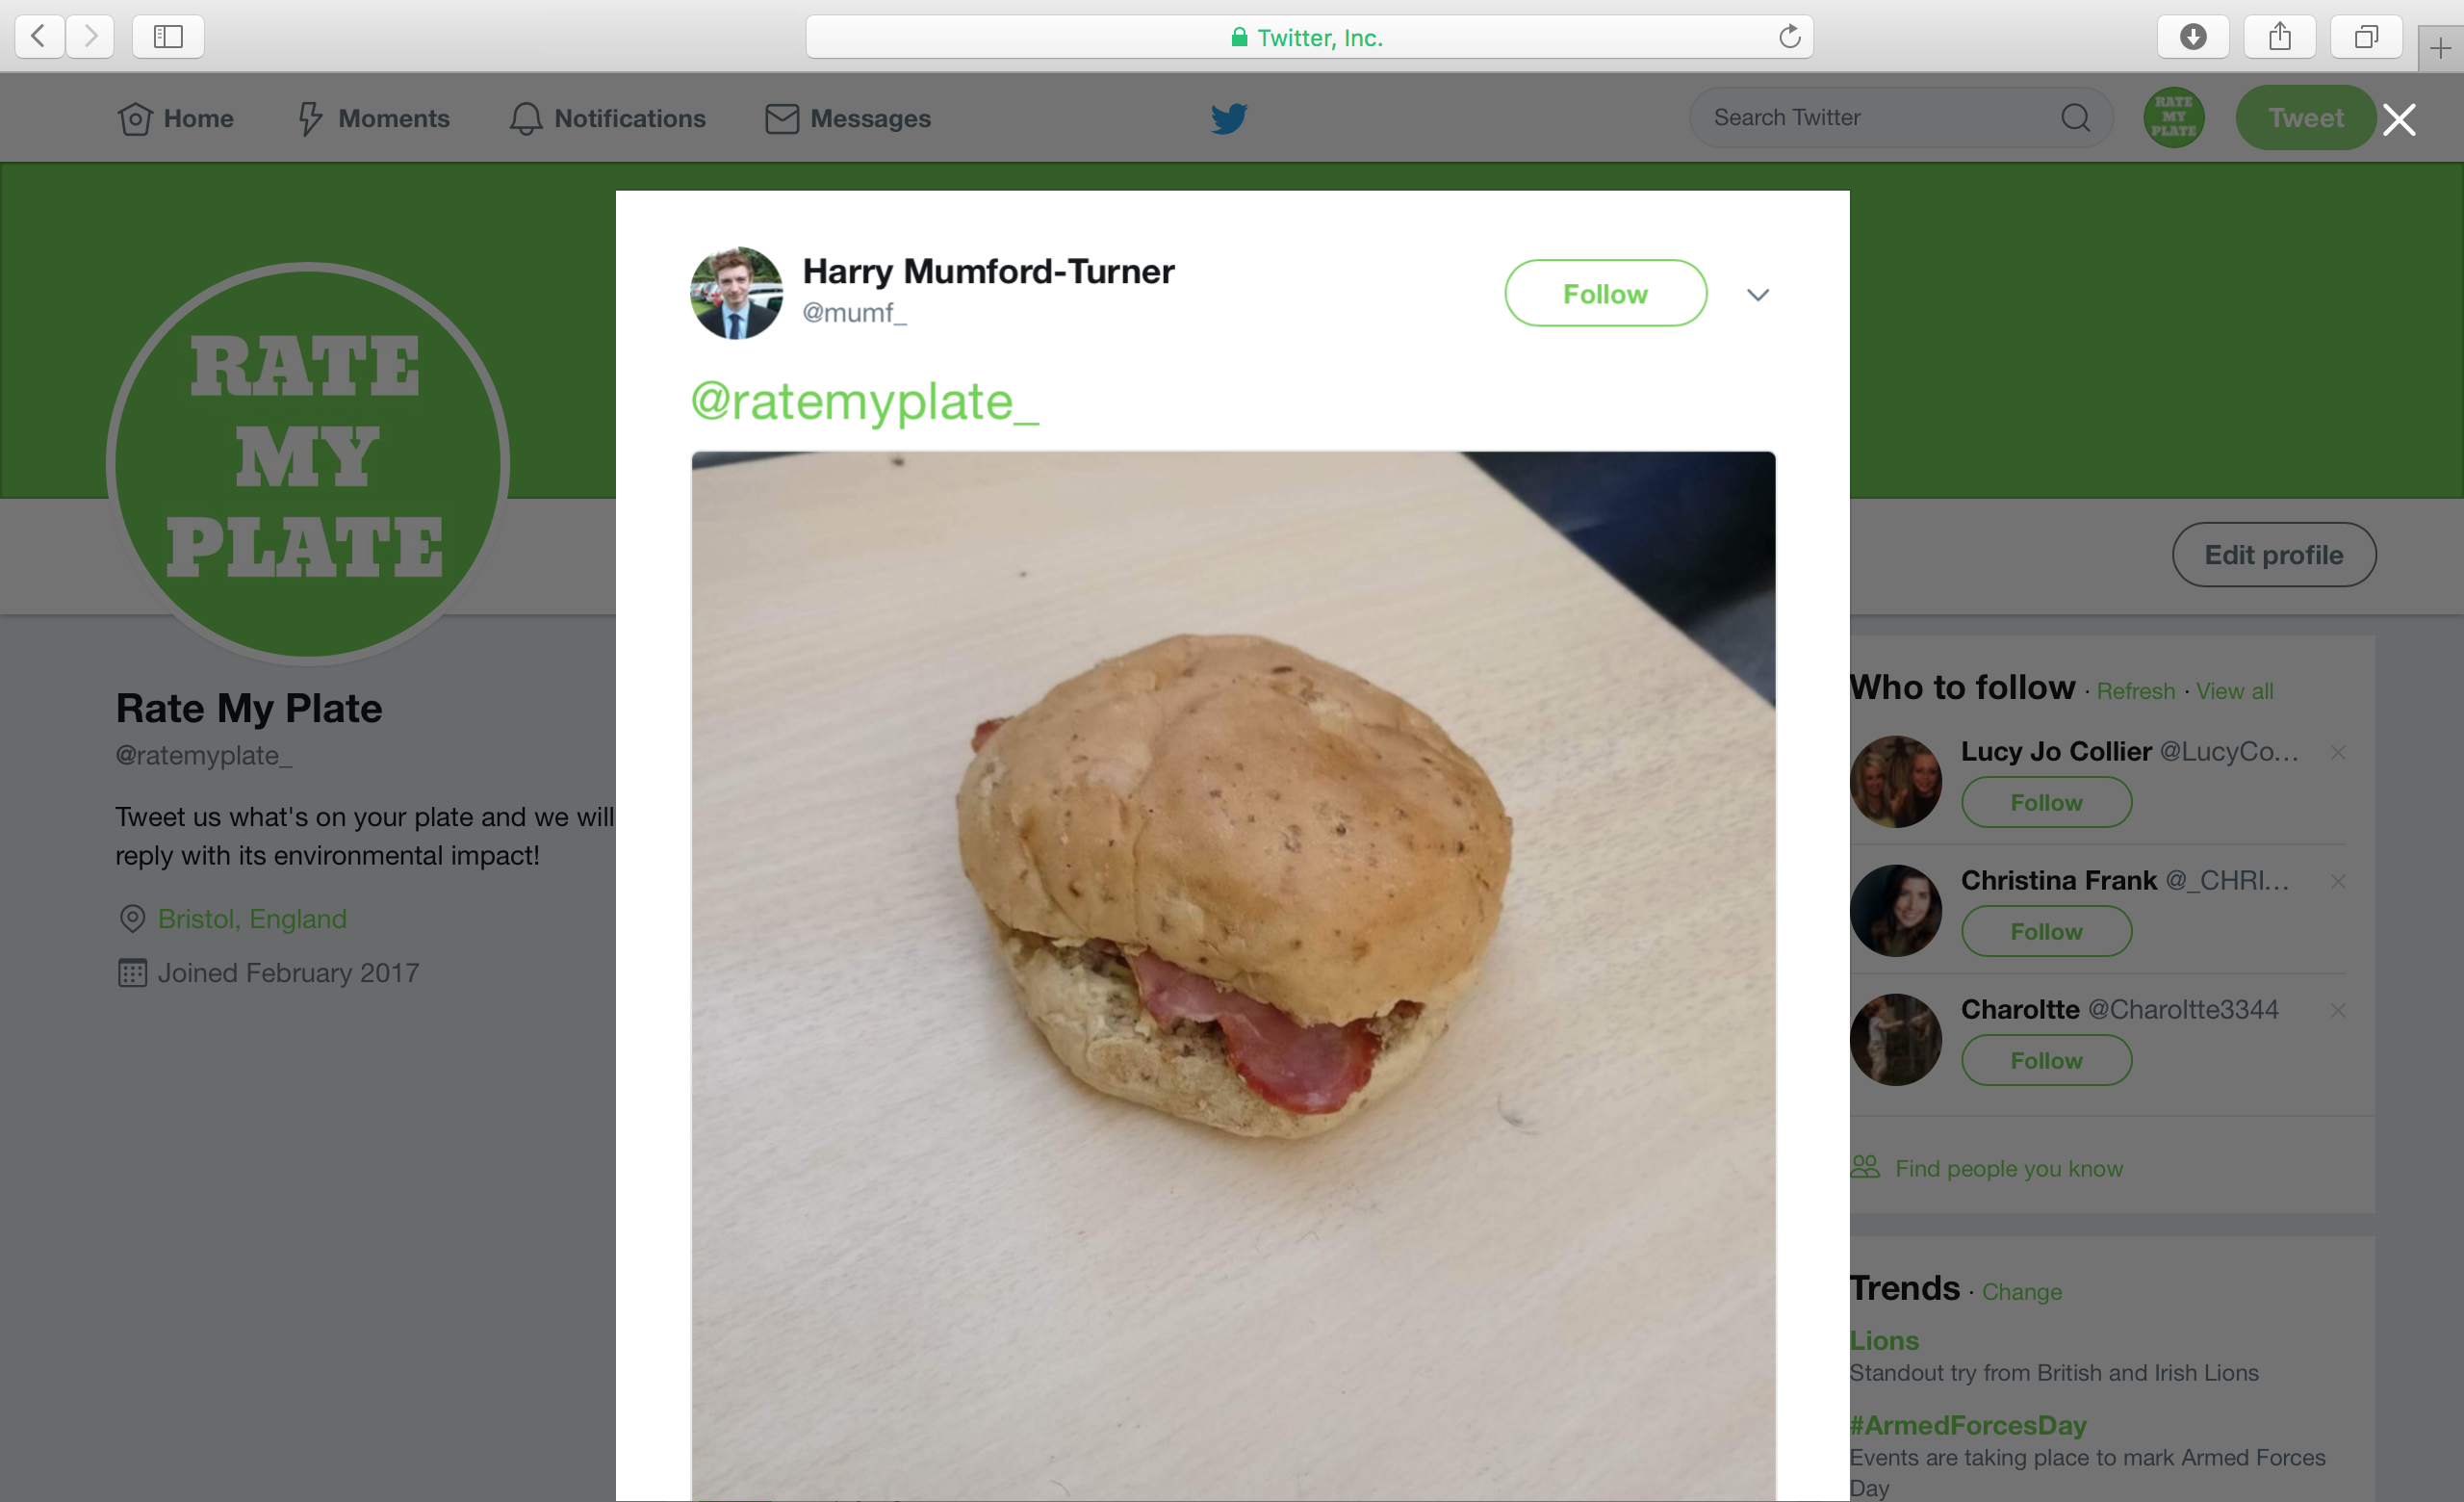 Twitter, Inc.
Home
Moments
Notifications
Messages
Search Twitter
RATE
MY
PLATE
Tweet
RATE
MY
PLATE
Rate My Plate
@ratemyplate_
Tweet us what's on your plate and we will
reply with its environmental impact!
Bristol, England
Joined February 2017
Harry Mumford-Turner
@mumf_
Follow
@ratemyplate_
Edit profile
Who to follow · Refresh · View all
Lucy Jo Collier @LucyCo...
Follow
Christina Frank @_CHRI...
Follow
Charoltte @Charoltte3344
Follow
Find people you know
Trends · Change
Lions
Standout try from British and Irish Lions
#ArmedForcesDay
Events are taking place to mark Armed Forces
Day